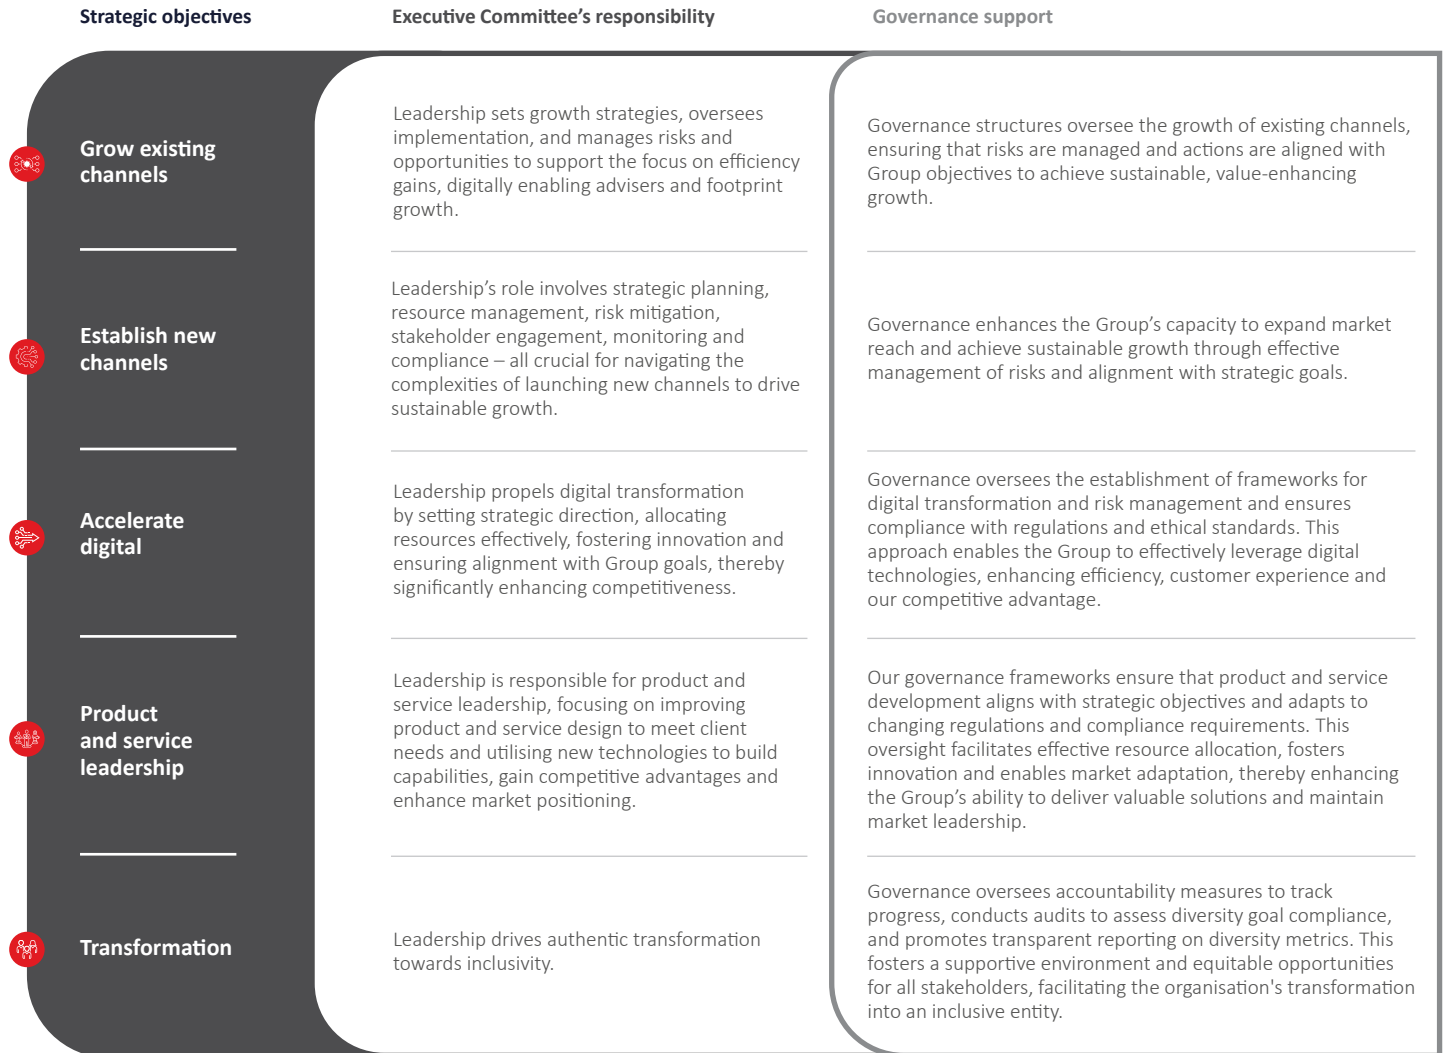 Strategic objectives
Executive Committee’s responsibility
Governance support
Grow existing
channels
Leadership sets growth strategies, oversees
implementation, and manages risks and
opportunities to support the focus on efficiency
gains, digitally enabling advisers and footprint
growth.
Governance structures oversee the growth of existing channels,
ensuring that risks are managed and actions are aligned with
Group objectives to achieve sustainable, value-enhancing
growth.
Establish new
channels
Leadership’s role involves strategic planning,
resource management, risk mitigation,
stakeholder engagement, monitoring and
compliance – all crucial for navigating the
complexities of launching new channels to drive
sustainable growth.
Governance enhances the Group’s capacity to expand market
reach and achieve sustainable growth through effective
management of risks and alignment with strategic goals.
Accelerate
digital
Leadership propels digital transformation
by setting strategic direction, allocating
resources effectively, fostering innovation and
ensuring alignment with Group goals, thereby
significantly enhancing competitiveness.
Governance oversees the establishment of frameworks for
digital transformation and risk management and ensures
compliance with regulations and ethical standards. This
approach enables the Group to effectively leverage digital
technologies, enhancing efficiency, customer experience and
our competitive advantage.
Product
and service
leadership
Leadership is responsible for product and
service leadership, focusing on improving
product and service design to meet client
needs and utilising new technologies to build
capabilities, gain competitive advantages and
enhance market positioning.
Our governance frameworks ensure that product and service
development aligns with strategic objectives and adapts to
changing regulations and compliance requirements. This
oversight facilitates effective resource allocation, fosters
innovation and enables market adaptation, thereby enhancing
the Group’s ability to deliver valuable solutions and maintain
market leadership.
Transformation
Leadership drives authentic transformation
towards inclusivity.
Governance oversees accountability measures to track
progress, conducts audits to assess diversity goal compliance,
and promotes transparent reporting on diversity metrics. This
fosters a supportive environment and equitable opportunities
for all stakeholders, facilitating the organisation's transformation
into an inclusive entity.